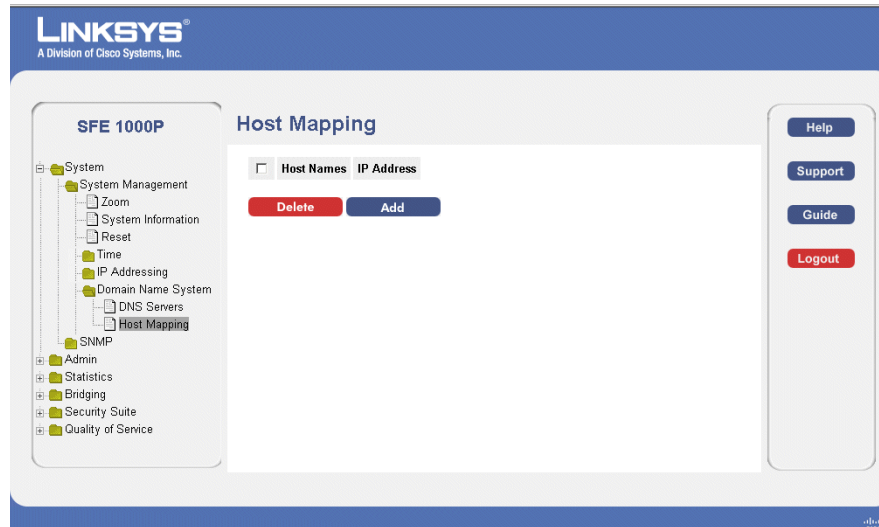 LINKSYS®
A Division of Cisco Systems, Inc.
SFE 1000P
System
System Management
Zoom
System Information
Reset
Time
IP Addressing
Domain Name System
DNS Servers
Host Mapping
SNMP
Admin
Statistics
Bridging
Security Suite
Quality of Service
Host Mapping
Host Names IP Address
Delete Add
Help
Support
Guide
Logout